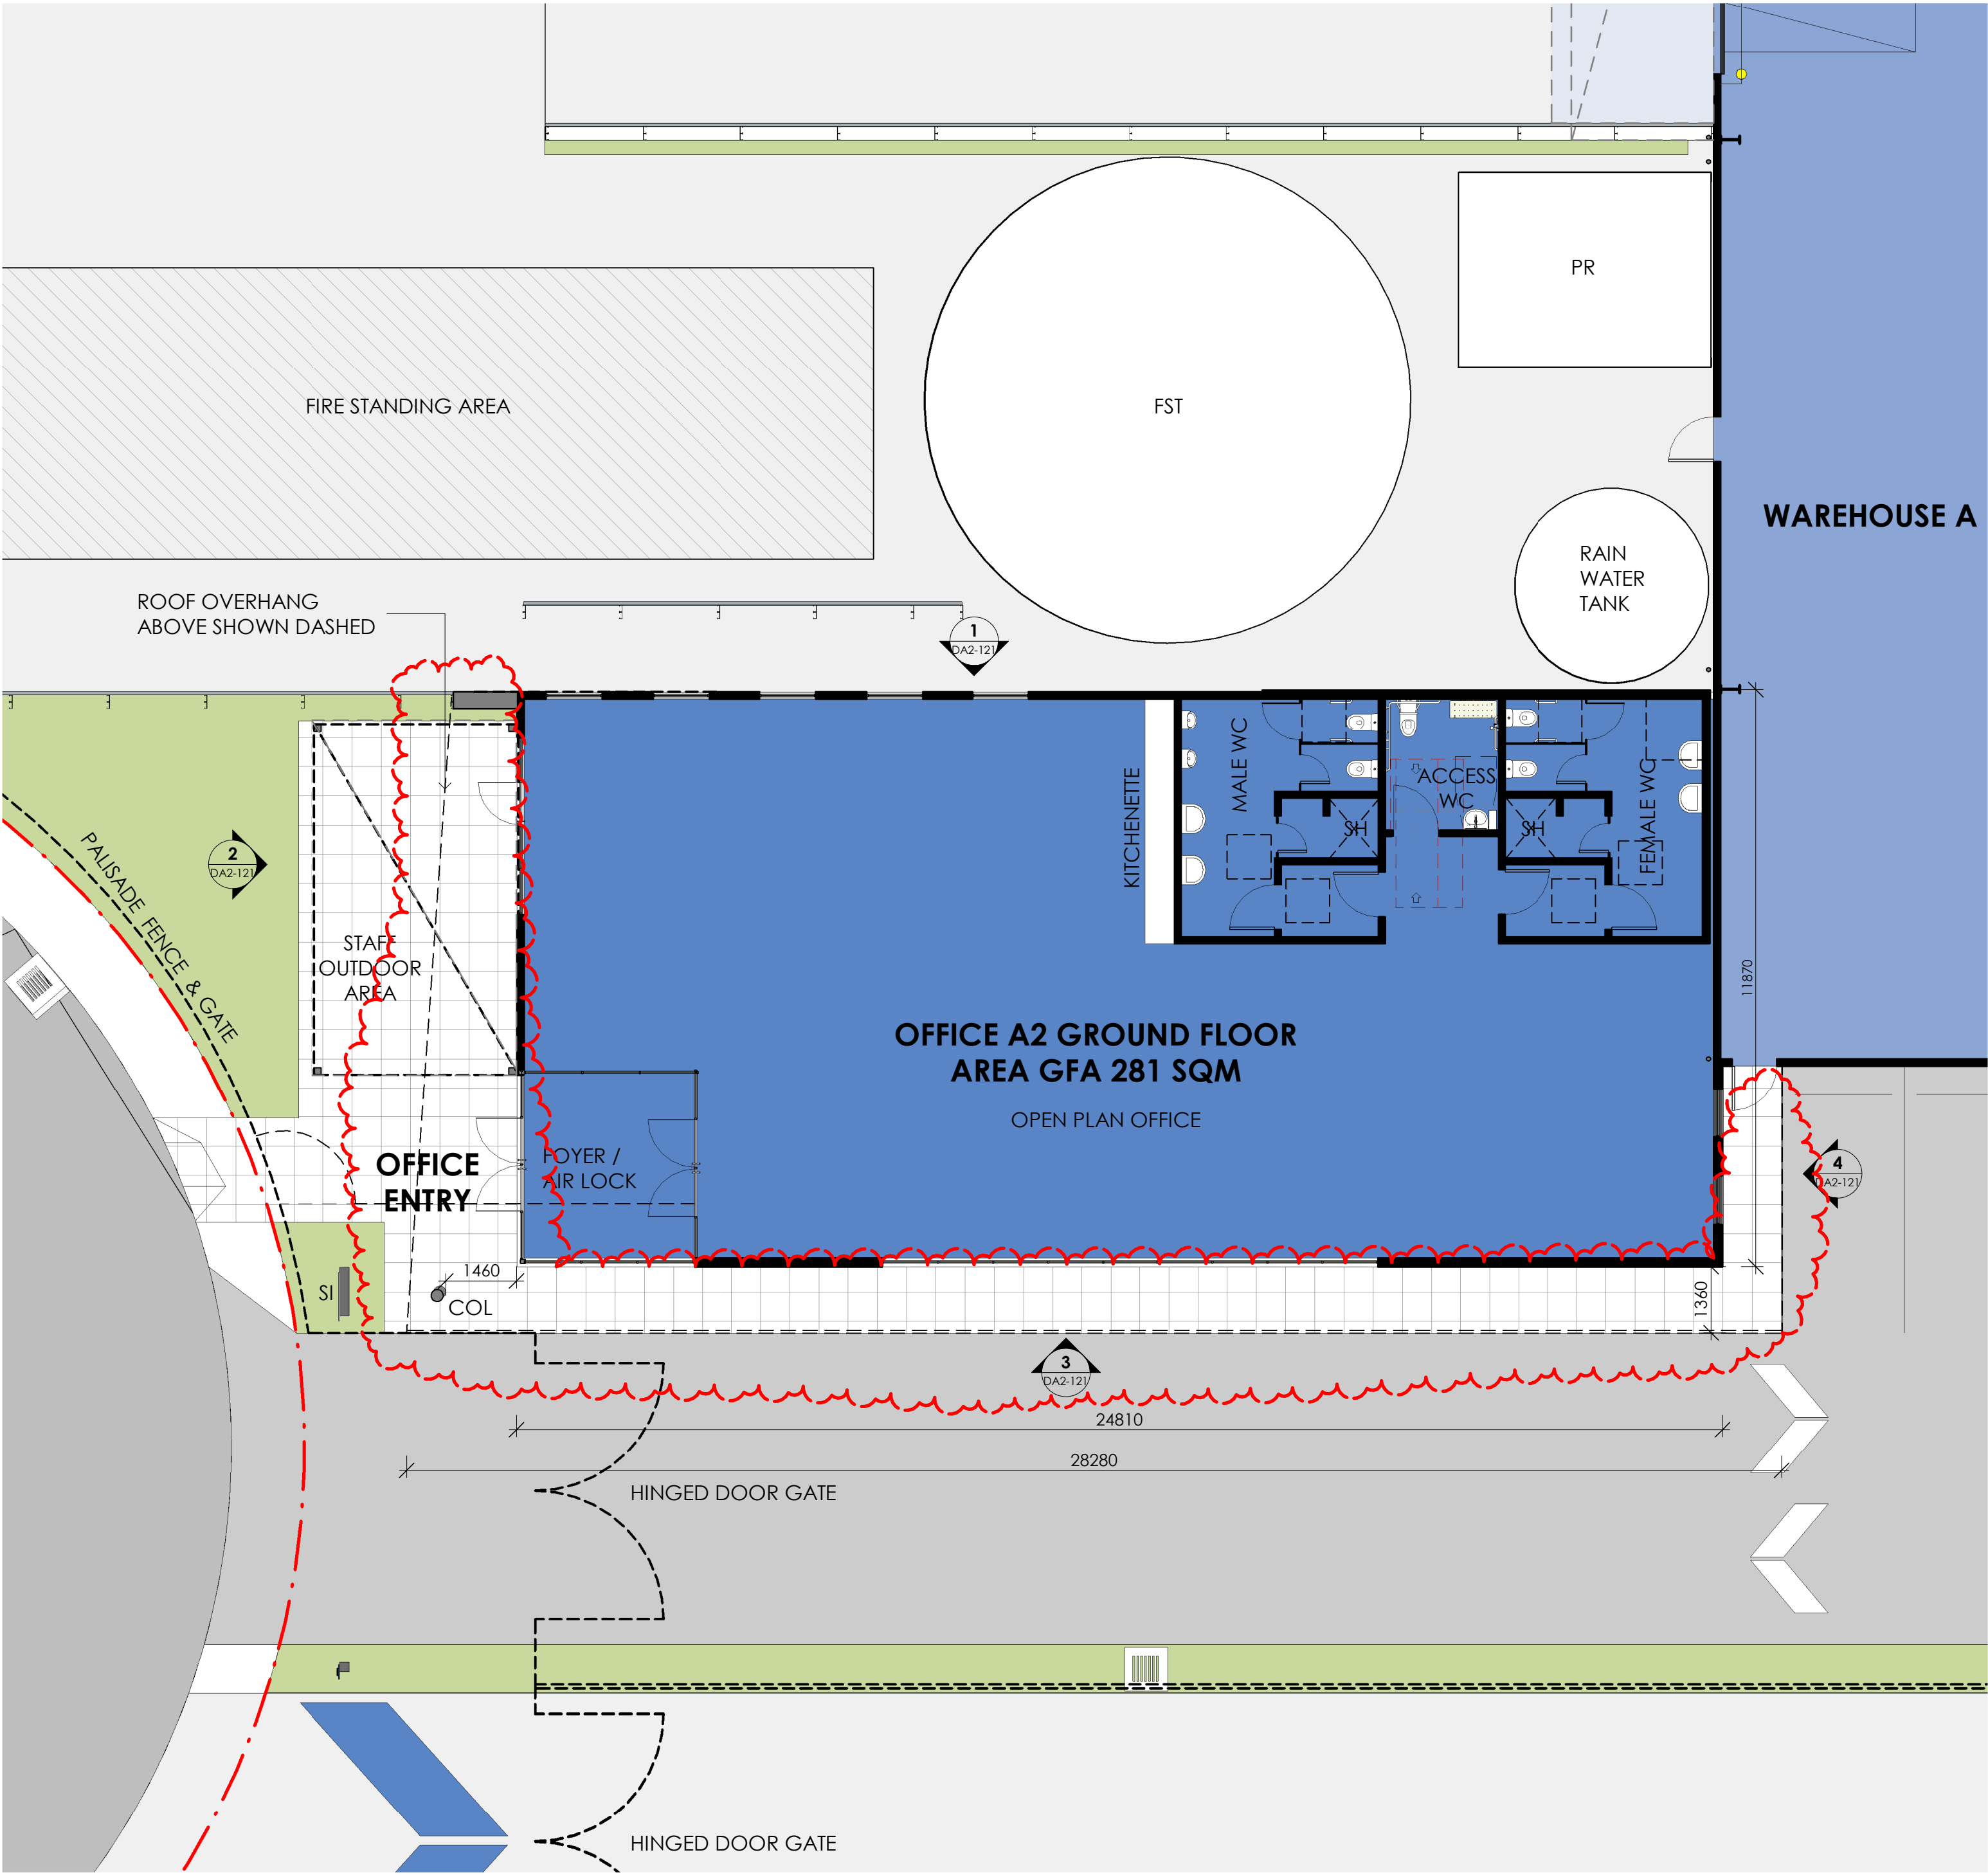 PR
FIRE STANDING AREA
FST
WAREHOUSE A
RAIN
WATER
TANK
ROOF OVERHANG
ABOVE SHOWN DASHED
1
DA2-121
MALE WC
KITCHENETTE
ACCESS
WC
SH
SH
FEMALE WC
PALISADE FENCE & GATE
2
DA2-121
STAFF
OUTDOOR
AREA
11870
OFFICE A2 GROUND FLOOR
AREA GFA 281 SQM
OPEN PLAN OFFICE
OFFICE
ENTRY
FOYER /
AIR LOCK
4
DA2-121
1460
SI
COL
1360
3
DA2-121
24810
28280
HINGED DOOR GATE
HINGED DOOR GATE